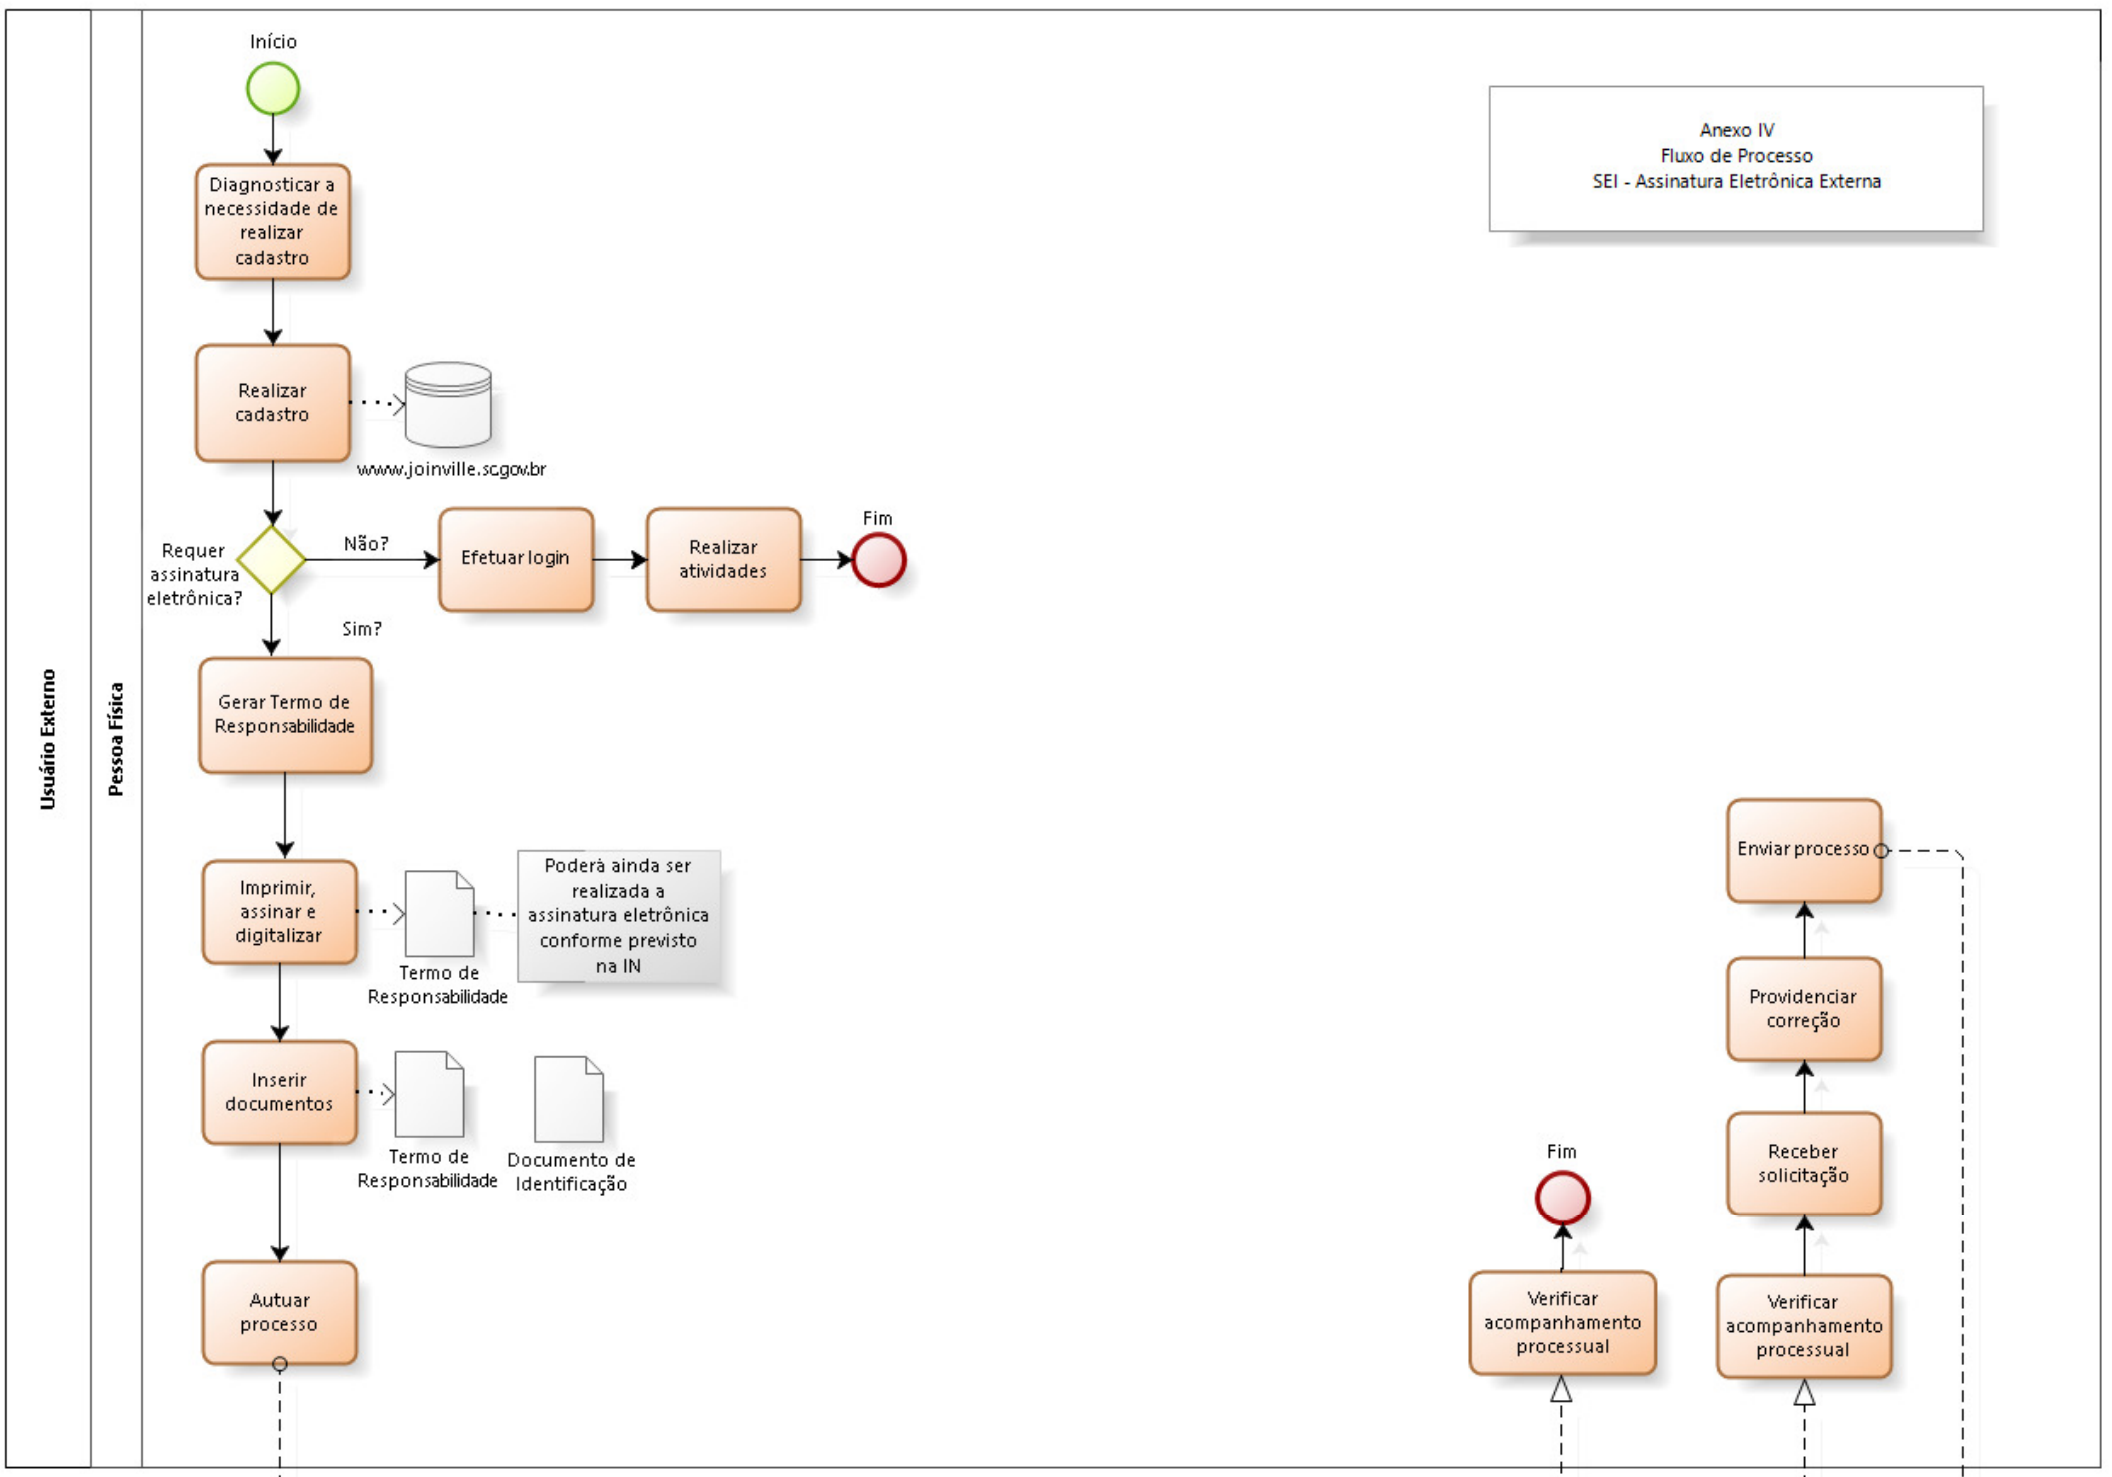 Início
Anexo IV
Fluxo de Processo
SEI - Assinatura Eletrônica Externa
Diagnosticar a
necessidade de
realizar
cadastro
Realizar
cadastro
www.joinville.sc.gov.br
Requer
assinatura
eletrônica?
Não?
Efetuar login
Realizar
atividades
Fim
Sim?
Gerar Termo de
Responsabilidade
Usuário Externo
Pessoa Física
Imprimir,
assinar e
digitalizar
Termo de
Responsabilidade
Poderá ainda ser
realizada a
assinatura eletrônica
conforme previsto
na IN
Inserir
documentos
Termo de
Responsabilidade
Documento de
Identificação
Autuar
processo
Enviar processo
Providenciar
correção
Receber
solicitação
Fim
Verificar
acompanhamento
processual
Verificar
acompanhamento
processual